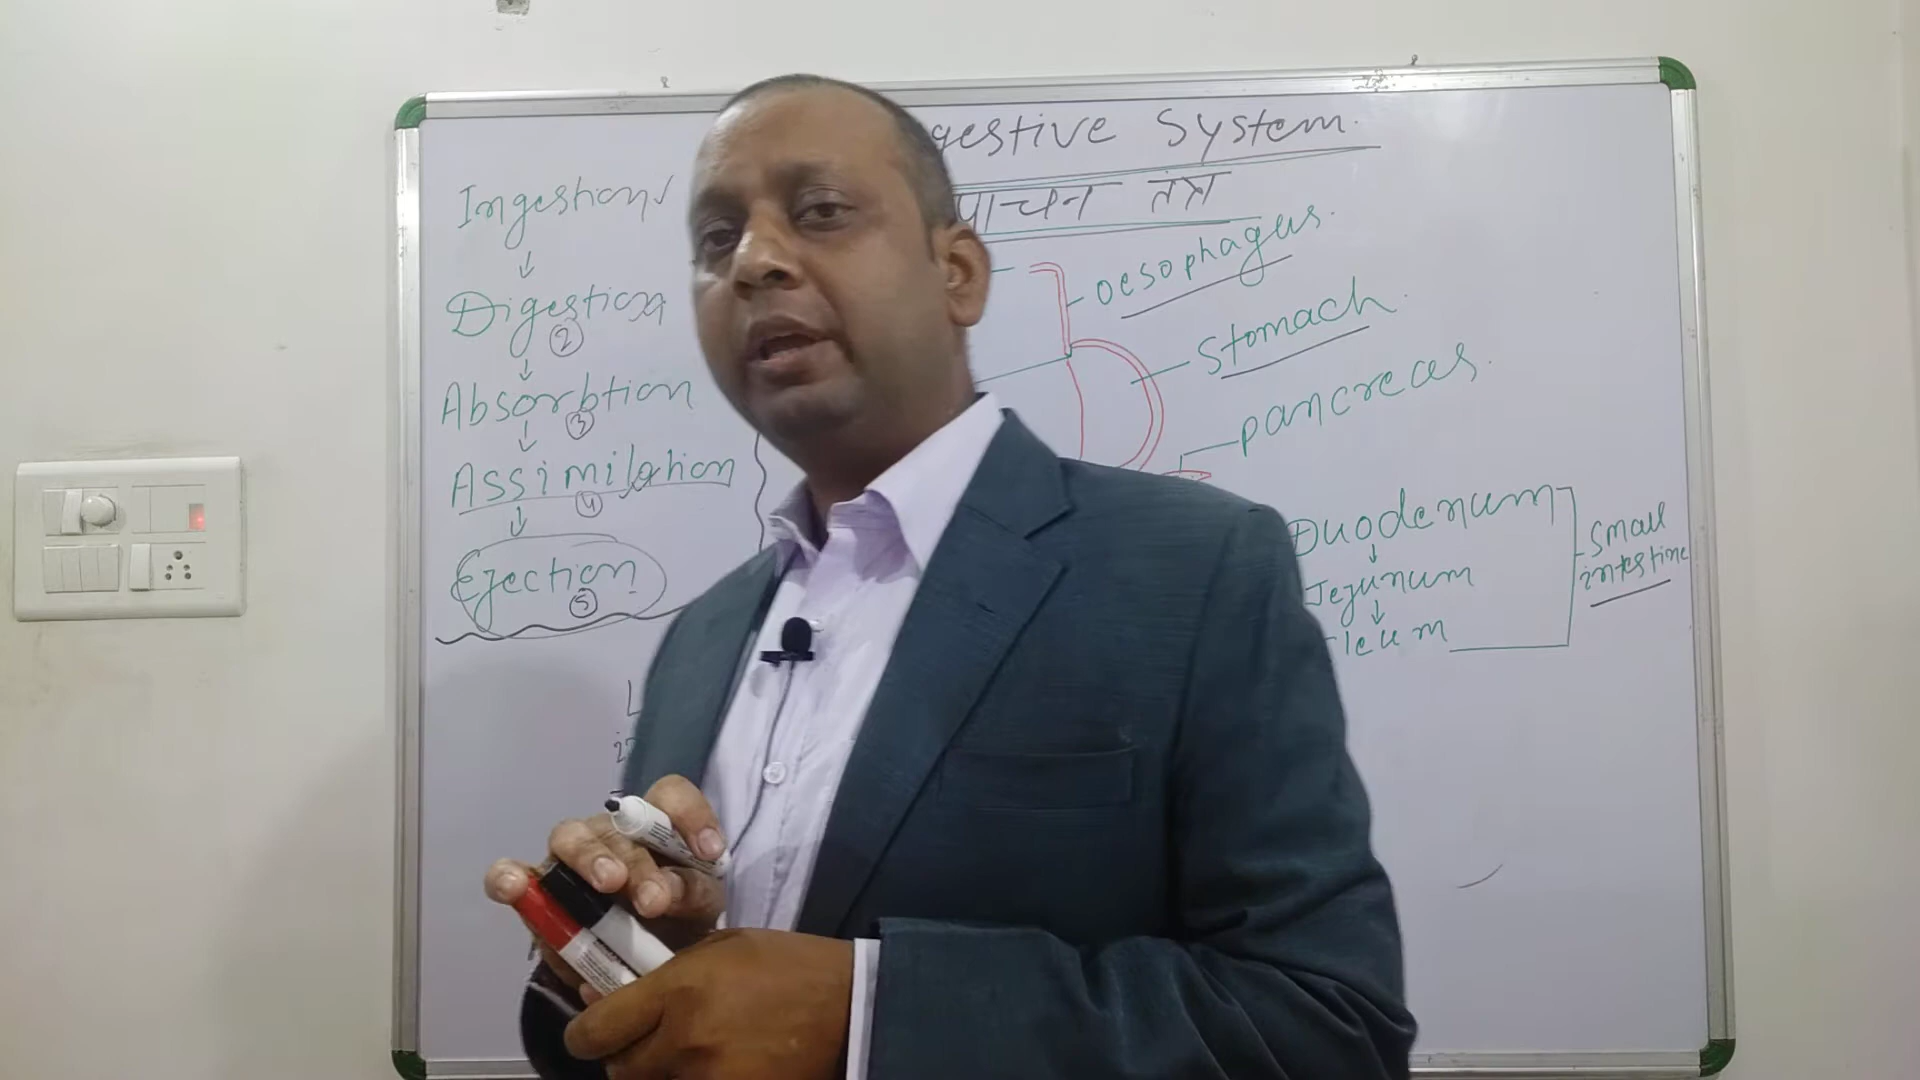 gestive System.
पाचन तंत्र
Ingestion
↓
Digestion
②
↓
Absorbtion
③
↓
Assimilation
④
↓
Ejection
⑤
oesophagus.
Stomach.
pancreas.
Duodenum
↓
Jejunum
↓
Ileum
Small
intestine